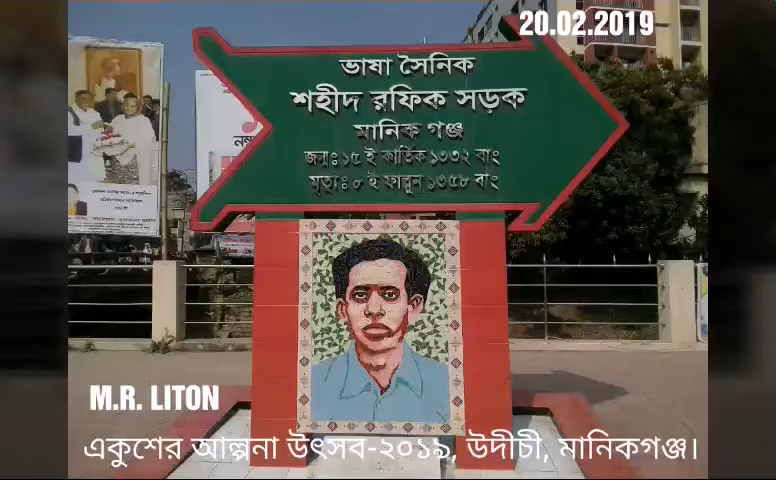 20.02.2019
ভাষা সৈনিক
শহীদ রফিক সড়ক
মানিক গঞ্জ
জন্ম: ১৫ ই কার্তিক ১৩৩২ বাং
মৃত্যু: ৮ ই ফাল্গুন ১৩৫৮ বাং
M.R. LITON
একুশের আল্পনা উৎসব-২০১৯, উদীচী, মানিকগঞ্জ।